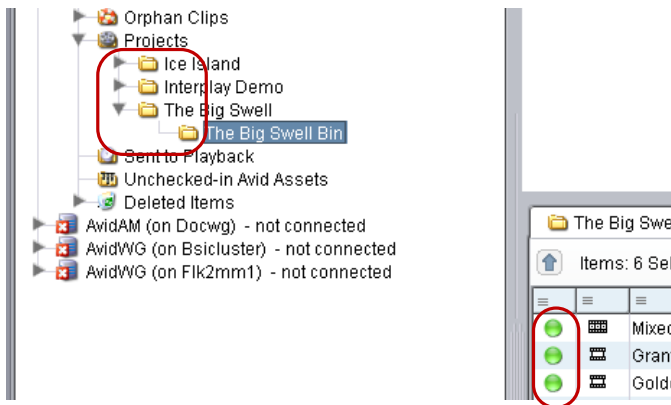 Orphan Clips
Projects
Ice Island
Interplay Demo
The Big Swell
The Big Swell Bin
Sent to Playback
Unchecked-in Avid Assets
Deleted Items
AvidAM (on Docwg) - not connected
AvidWG (on Bsicluster) - not connected
AvidWG (on Flk2mm1) - not connected
The Big Swe
Items: 6 Sel
Mixed
Gran
Gold